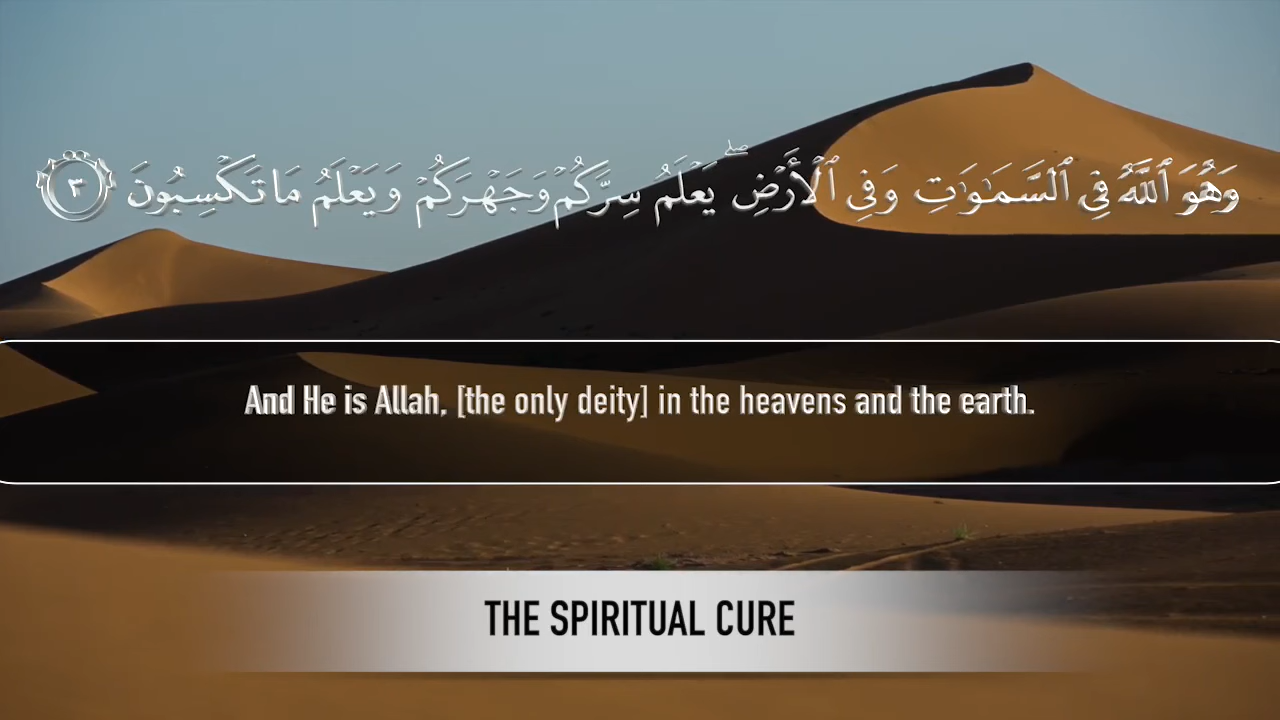 وَهُوَ ٱللَّهُ فِى ٱلسَّمَـٰوَٰتِ وَفِى ٱلْأَرْضِ ۖ يَعْلَمُ سِرَّكُمْ وَجَهْرَكُمْ وَيَعْلَمُ مَا تَكْسِبُونَ ٣
And He is Allah, [the only deity] in the heavens and the earth.
THE SPIRITUAL CURE